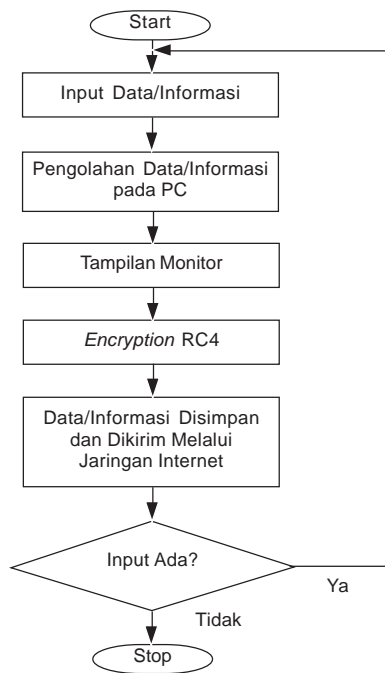 Start
Input Data/Informasi
Pengolahan Data/Informasi
pada PC
Tampilan Monitor
Encryption RC4
Data/Informasi Disimpan
dan Dikirim Melalui
Jaringan Internet
Input Ada?
Ya
Tidak
Stop